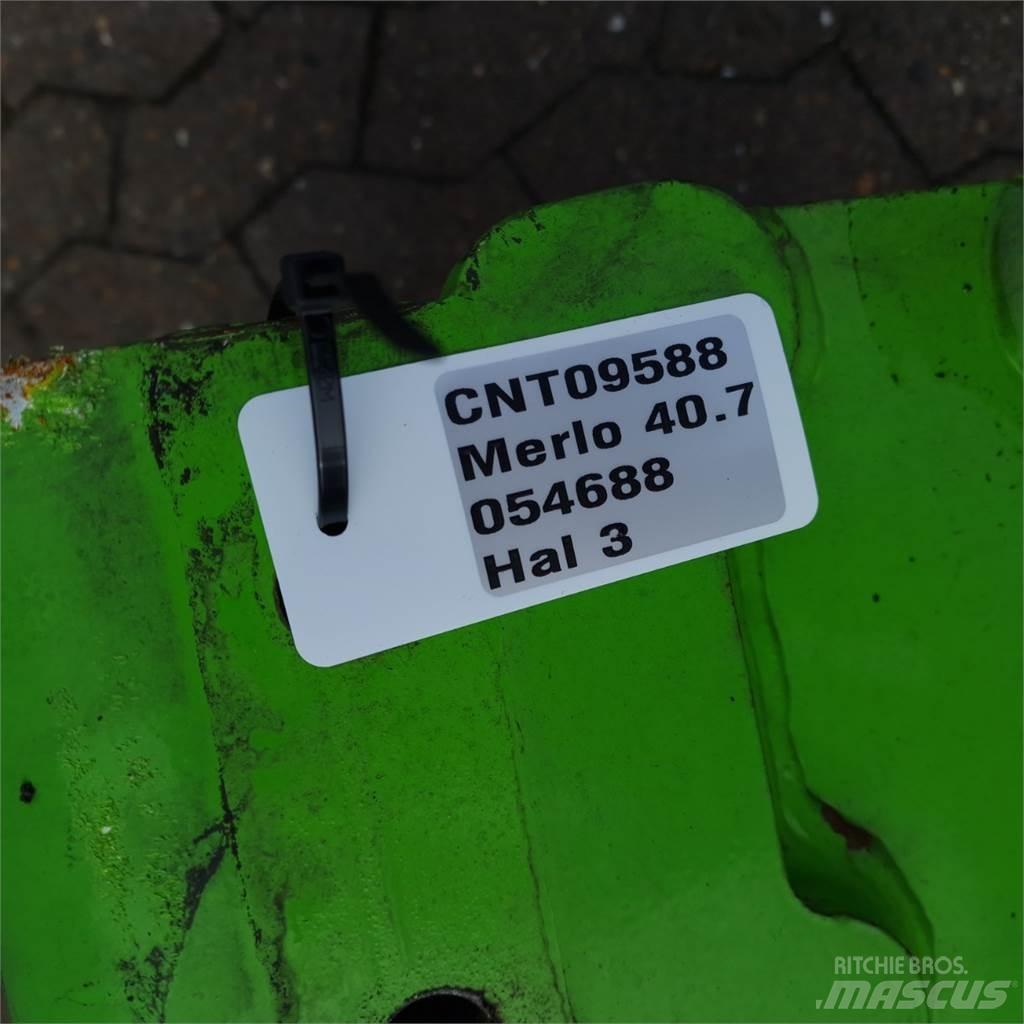 CNT09588
Merlo 40.7
054688
Hal 3
RITCHIE BROS.
MASCUS